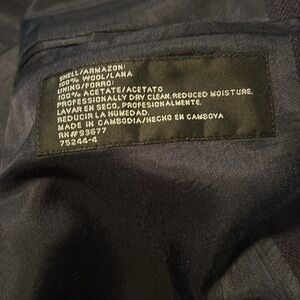 SHELL/ARMAZON:
100% WOOL/LANA
LINING/FORRO:
100% ACETATE/ACETATO
PROFESSIONALLY DRY CLEAN.REDUCED MOISTURE.
LAVAR EN SECO, PROFESIONALMENTE.
REDUCIR LA HUMEDAD.
MADE IN CAMBODIA/HECHO EN CAMBOYA
RN#93677
75244-4